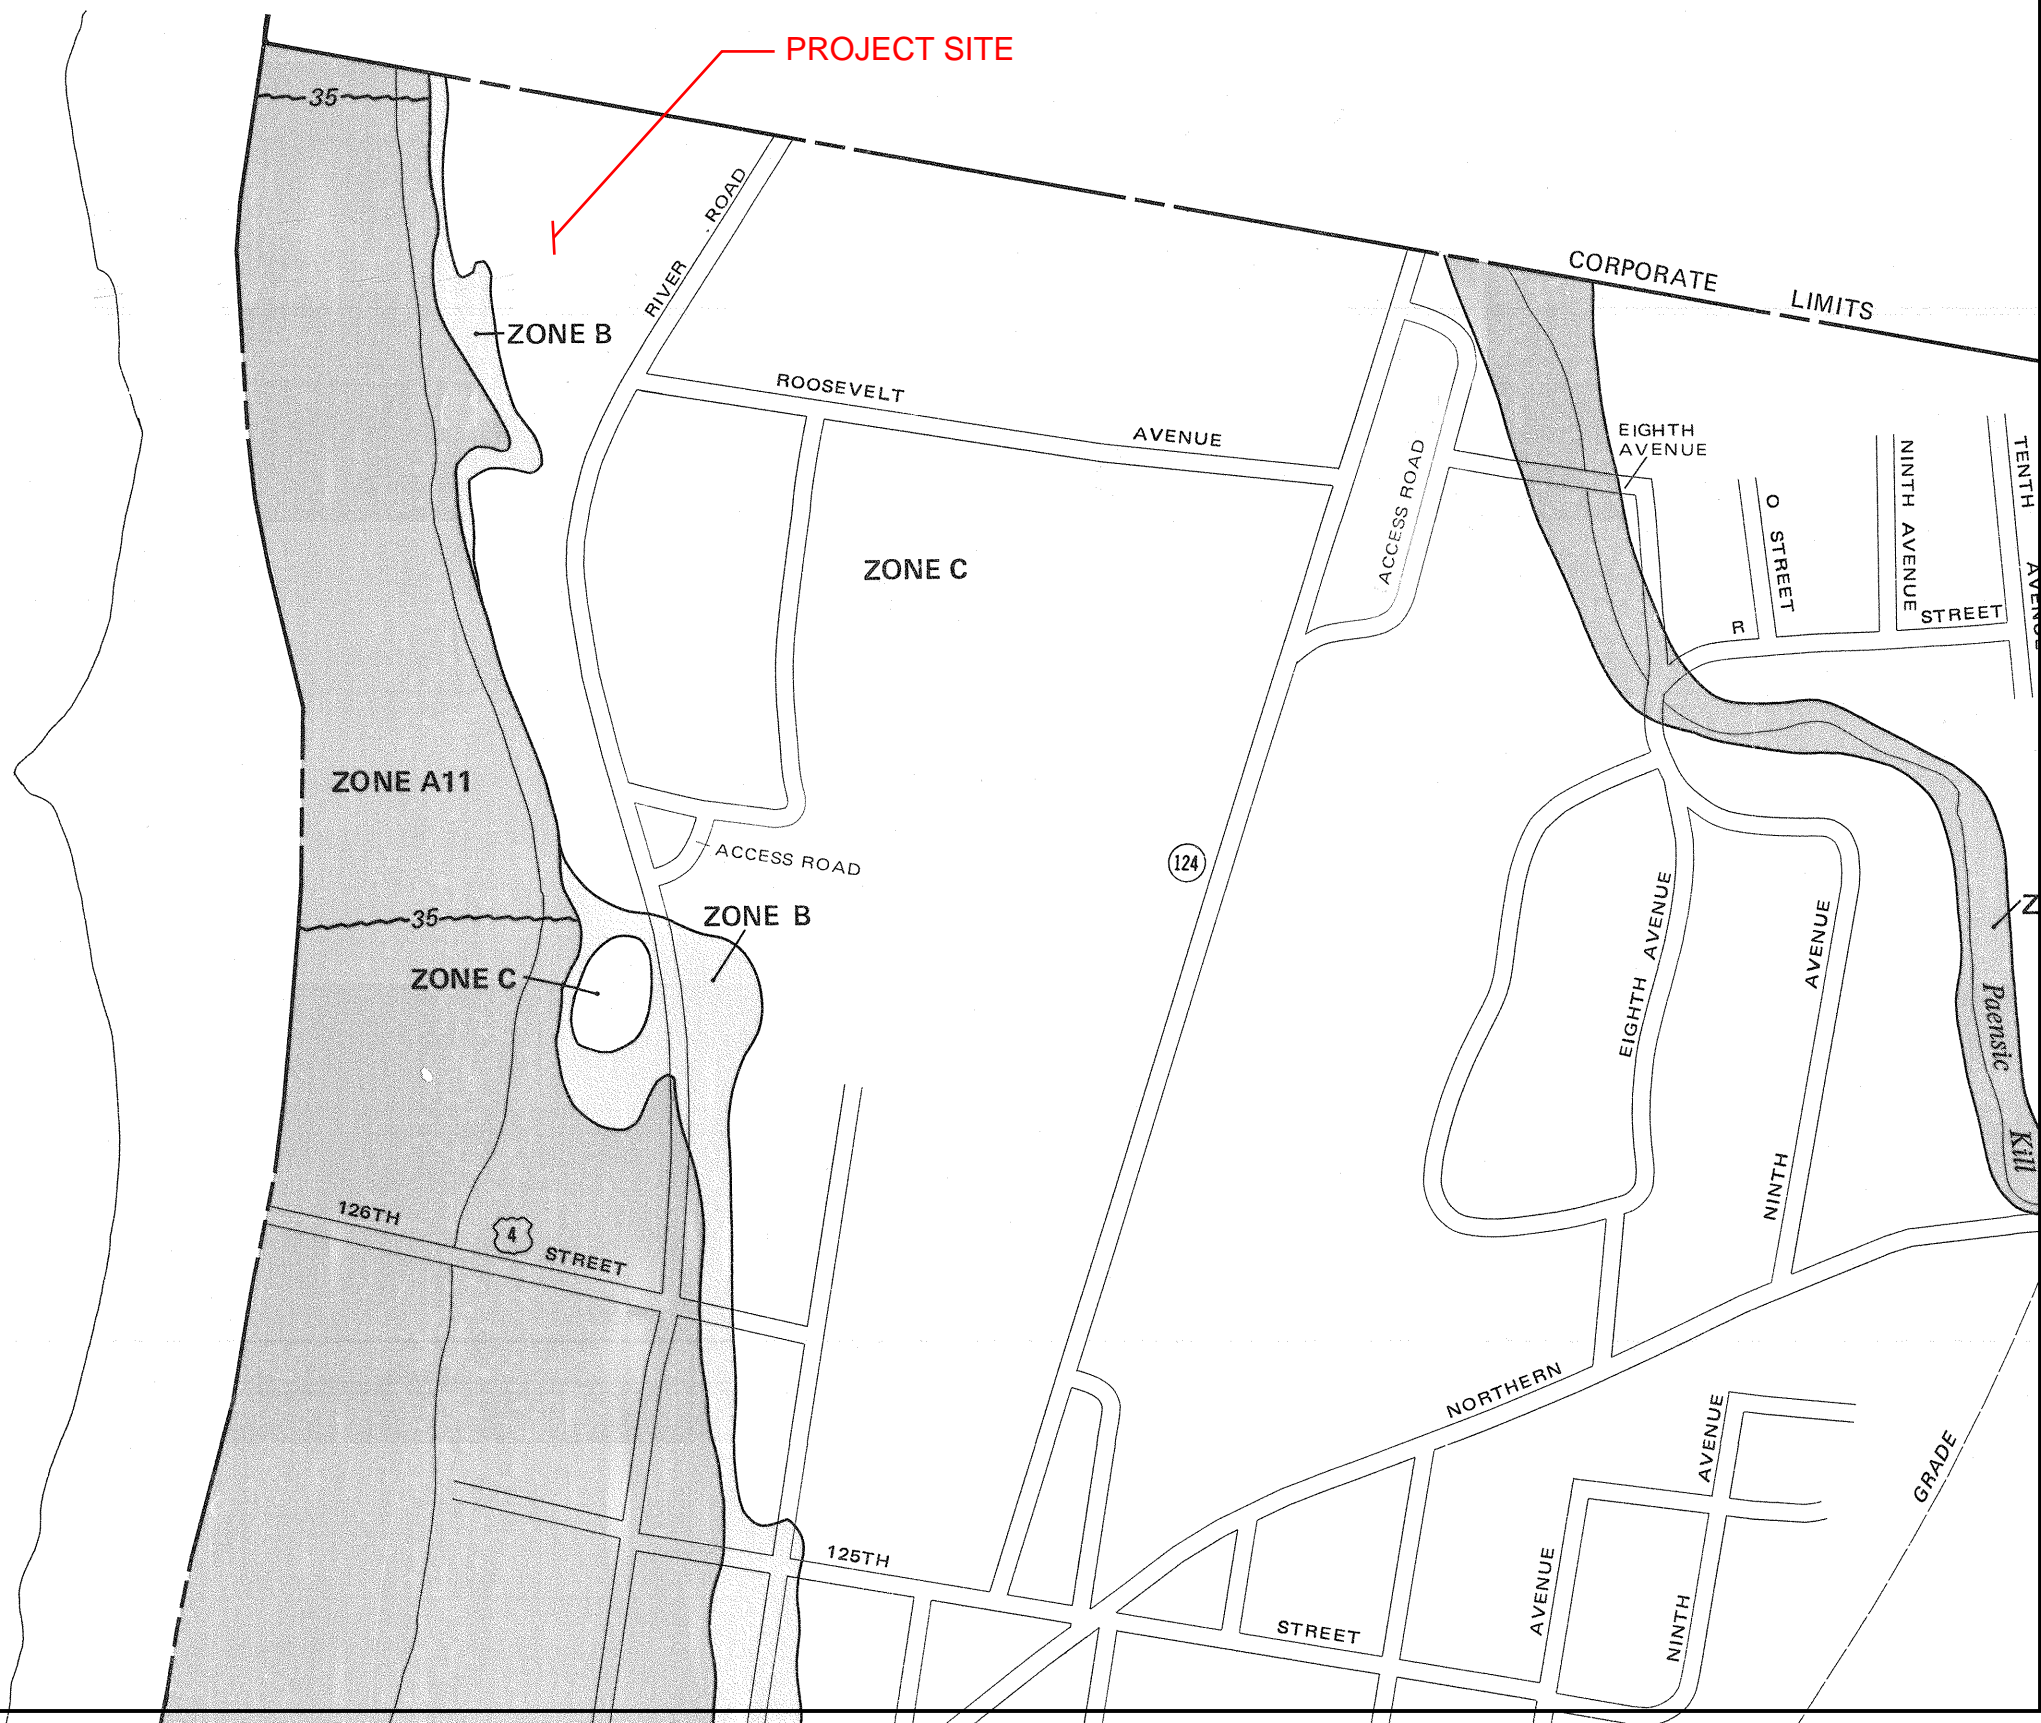 PROJECT SITE
35
RIVER ROAD
CORPORATE LIMITS
ZONE B
ROOSEVELT AVENUE
EIGHTH
AVENUE
ACCESS ROAD
O STREET
NINTH AVENUE
TENTH AVENUE
ZONE C
R STREET
ZONE A11
ACCESS ROAD
124
ZONE B
35
ZONE C
EIGHTH AVENUE
NINTH AVENUE
Z
Paensic Kill
126TH STREET
4
NORTHERN
AVENUE
GRADE
125TH STREET
AVENUE
NINTH